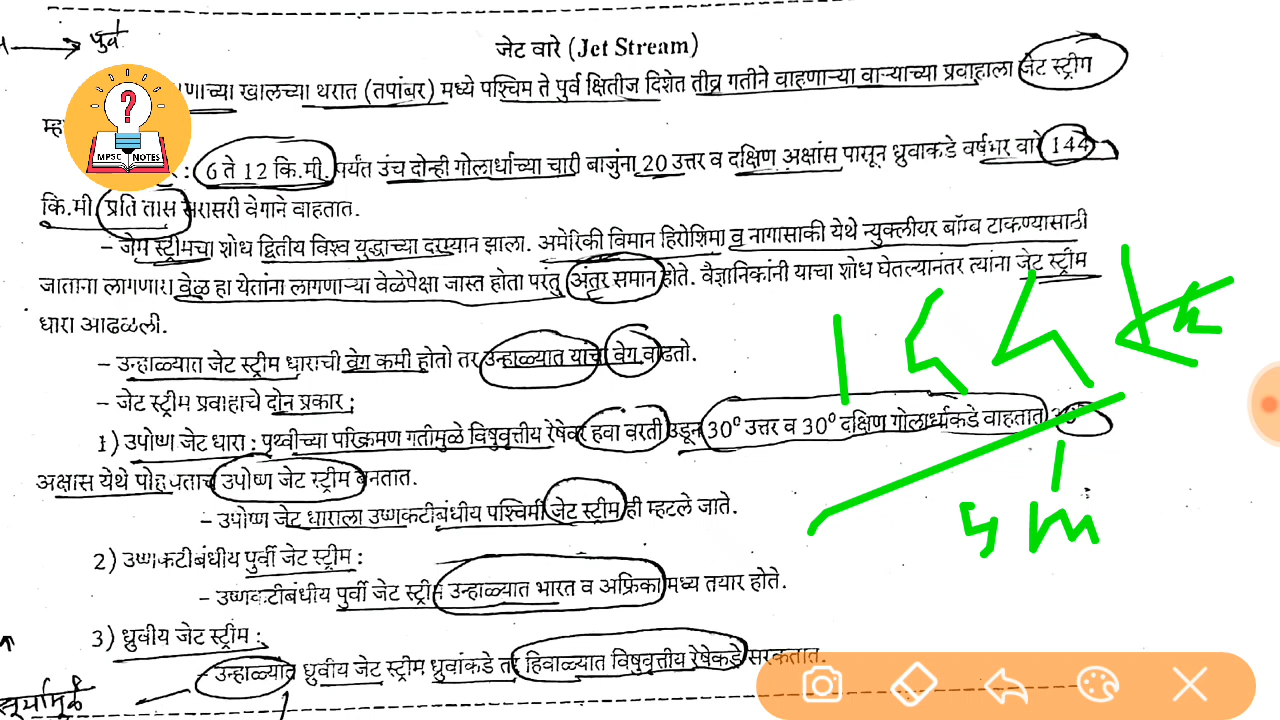 पुर्व
जेट वारे (Jet Stream)
णाच्या खालच्या थरात (तपांबर) मध्ये पश्चिम ते पुर्व क्षितीज दिशेत तीव्र गतीने वाहणाऱ्या वाऱ्याच्या प्रवाहाला जेट स्ट्रीग
म्ह
MPSC NOTES
: 6 ते 12 कि.मी. पर्यंत उंच दोन्ही गोलार्धाच्या चारी बाजुंना 20 उत्तर व दक्षिण अक्षांस पासून ध्रुवाकडे वर्षभर वारे 144
कि.मी. प्रति तास सरासरी वेगाने वाहतात.
– जेम स्ट्रीमचा शोध द्वितीय विश्व युद्धाच्या दरम्यान झाला. अमेरिकी विमान हिरोशिमा व नागासाकी येथे न्युक्लीयर बॉम्ब टाकण्यासाठी
जाताना लागणारा वेळ हा येतांना लागणाऱ्या वेळेपेक्षा जास्त होता परंतु अंतर समान होते. वैज्ञानिकांनी याचा शोध घेतल्यानंतर त्यांना जेट स्ट्रीम
धारा आढळली.
– उन्हाळ्यात जेट स्ट्रीम धाराची वेग कमी होतो तर उन्हाळ्यात यांचा वेग वाढतो.
– जेट स्ट्रीम प्रवाहाचे दोन प्रकार :
1) उपोष्ण जेट धारा : पृथ्वीच्या परिक्रमण गतीमुळे विषुवृत्तीय रेषेवर हवा वरती उडून 30° उत्तर व 30° दक्षिण गोलार्धाकडे वाहतात
अक्षास येथे पोहचताच उपोष्ण जेट स्ट्रीम बनतात.
– उपोष्ण जेट धाराला उष्णकटीबंधीय पश्चिमी जेट स्ट्रीम ही म्हटले जाते.
2) उष्णकटीबंधीय पुर्वी जेट स्ट्रीम :
– उष्णकटीबंधीय पुर्वी जेट स्ट्रीम उन्हाळ्यात भारत व अफ्रिका मध्य तयार होते.
3) ध्रुवीय जेट स्ट्रीम :
– उन्हाळ्यात ध्रुवीय जेट स्ट्रीम ध्रुवांकडे तर हिवाळ्यात विषुवृत्तीय रेषेकडे सरकतात.
सूर्यामुळे